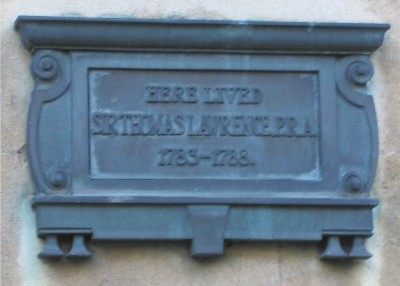 HERE LIVED
SIR THOMAS LAWRENCE. P.R.A.
1783–1788.